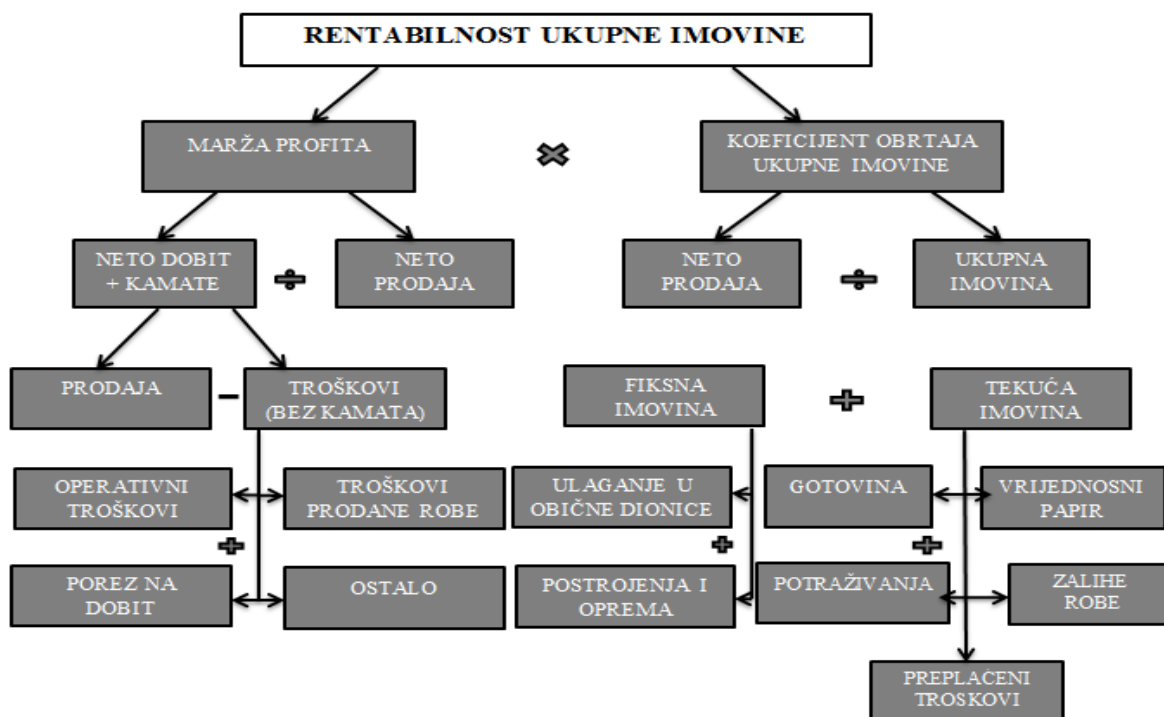 RENTABILNOST UKUPNE IMOVINE
MARŽA PROFITA
KOEFICIJENT OBRTAJA
UKUPNE IMOVINE
NETO DOBIT
+ KAMATE
NETO
PRODAJA
NETO
PRODAJA
UKUPNA
IMOVINA
PRODAJA
TROŠKOVI
(BEZ KAMATA)
FIKSNA
IMOVINA
TEKUĆA
IMOVINA
OPERATIVNI
TROŠKOVI
TROŠKOVI
PRODANE ROBE
ULAGANJE U
OBIČNE DIONICE
GOTOVINA
VRIJEDNOSNI
PAPIR
POREZ NA
DOBIT
OSTALO
POSTROJENJA I
OPREMA
POTRAŽIVANJA
ZALIHE
ROBE
PREPLAĆENI
TROSKOVI